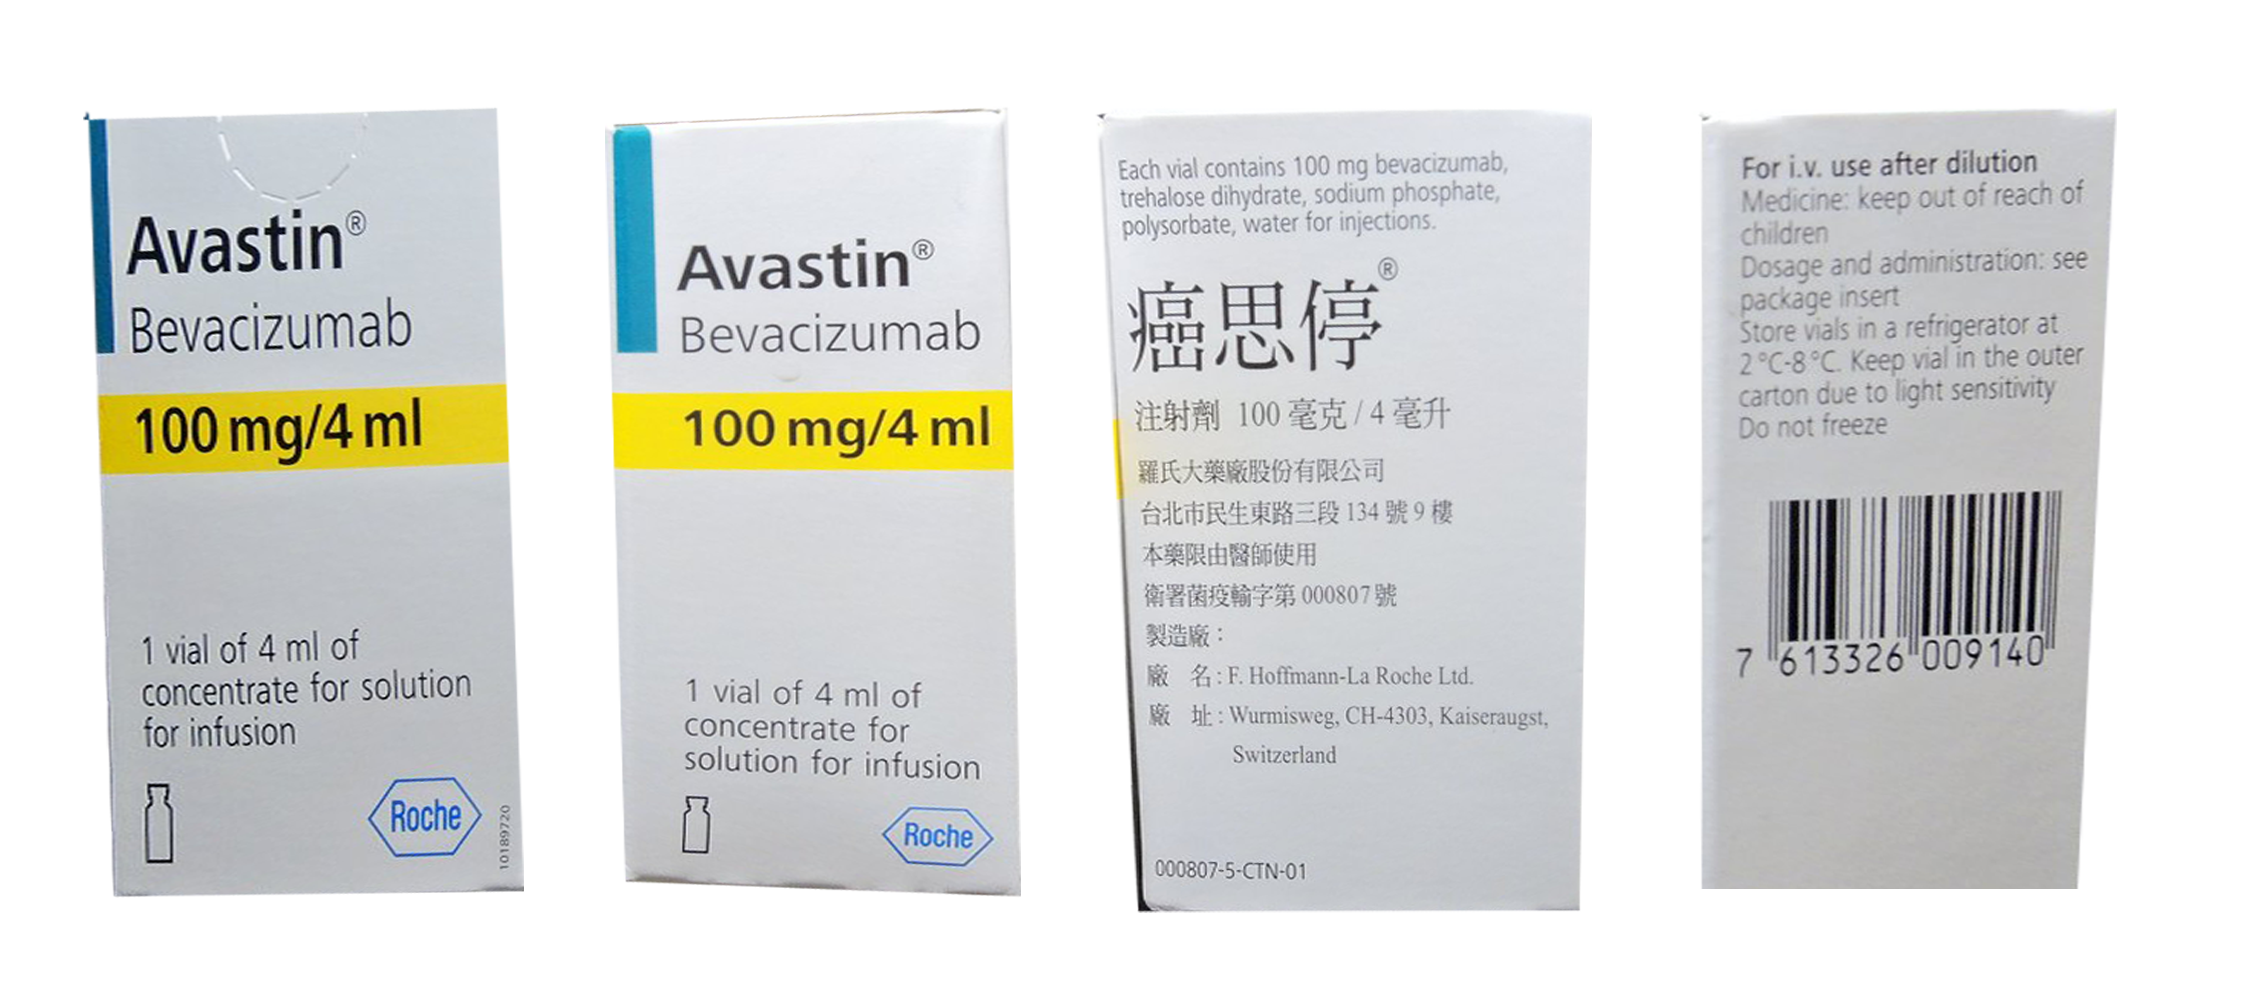 Avastin®
Bevacizumab
100 mg/4 ml
1 vial of 4 ml of
concentrate for solution
for infusion
Roche
10189720
Avastin®
Bevacizumab
100 mg/4 ml
1 vial of 4 ml of
concentrate for
solution for infusion
Roche
Each vial contains 100 mg bevacizumab,
trehalose dihydrate, sodium phosphate,
polysorbate, water for injections.
癌思停®
注射劑 100 毫克 / 4 毫升
羅氏大藥廠股份有限公司
台北市民生東路三段 134 號 9 樓
本藥限由醫師使用
衛署菌疫輸字第 000807 號
製造廠：
廠 名 : F. Hoffmann-La Roche Ltd.
廠 址 : Wurmisweg, CH-4303, Kaiseraugst,
Switzerland
000807-5-CTN-01
For i.v. use after dilution
Medicine: keep out of reach of
children
Dosage and administration: see
package insert
Store vials in a refrigerator at
2 °C-8 °C. Keep vial in the outer
carton due to light sensitivity
Do not freeze
7 613326 009140